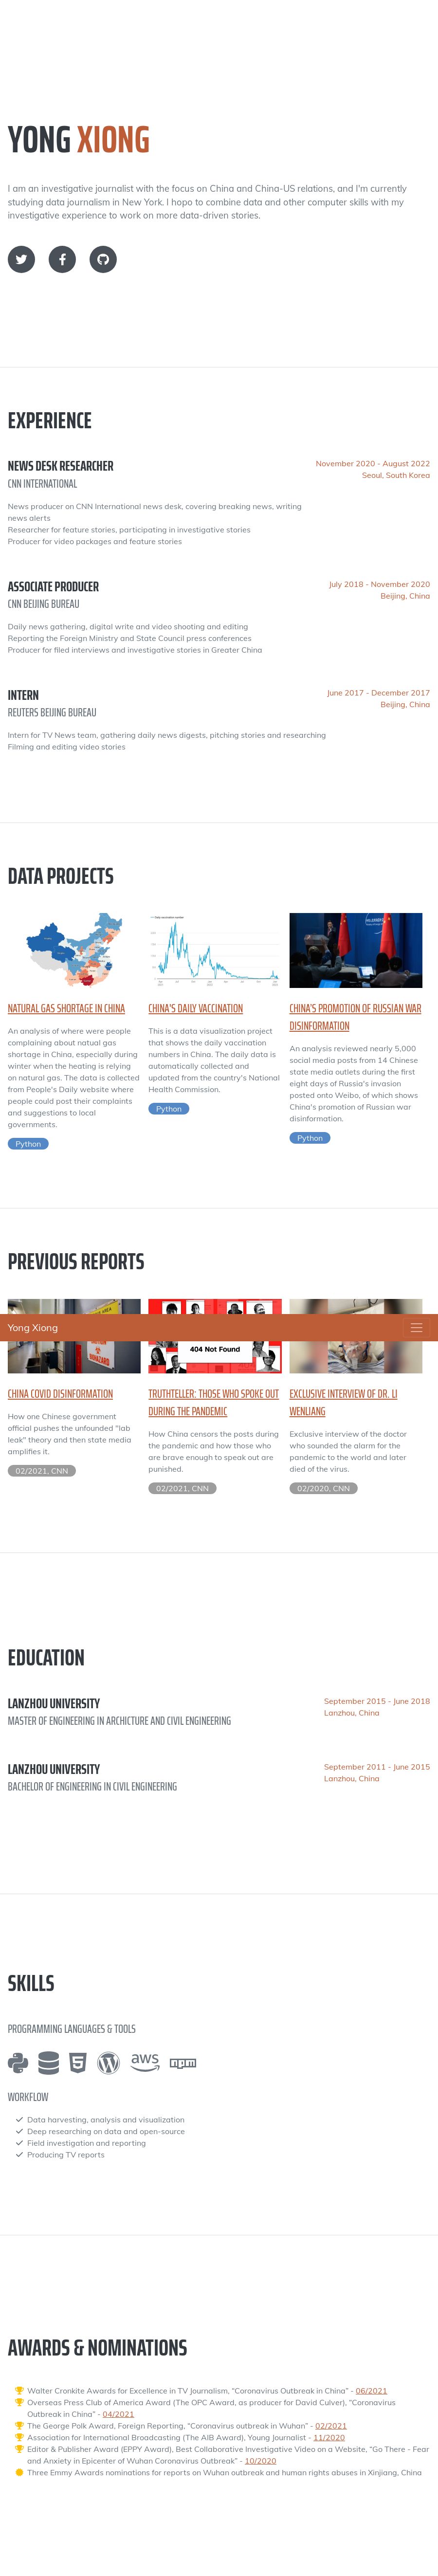 YONG XIONG
I am an investigative journalist with the focus on China and China-US relations, and I'm currently
studying data journalism in New York. I hope to combine data and other computer skills with my
investigative experience to work on more data-driven stories.
EXPERIENCE
NEWS DESK RESEARCHER
CNN INTERNATIONAL
November 2020 - August 2022
Seoul, South Korea
News producer on CNN International news desk, covering breaking news, writing
news alerts
Researcher for feature stories, participating in investigative stories
Producer for video packages and feature stories
ASSOCIATE PRODUCER
CNN BEIJING BUREAU
July 2018 - November 2020
Beijing, China
Daily news gathering, digital write and video shooting and editing
Reporting the Foreign Ministry and State Council press conferences
Producer for filed interviews and investigative stories in Greater China
INTERN
REUTERS BEIJING BUREAU
June 2017 - December 2017
Beijing, China
Intern for TV News team, gathering daily news digests, pitching stories and researching
Filming and editing video stories
DATA PROJECTS
NATURAL GAS SHORTAGE IN CHINA
An analysis of where were people
complaining about natual gas
shortage in China, especially during
winter when the heating is relying
on natural gas. The data is collected
from People's Daily website where
people could post their complaints
and suggestions to local
governments.
Python
CHINA'S DAILY VACCINATION
This is a data visualization project
that shows the daily vaccination
numbers in China. The daily data is
automatically collected and
updated from the country's National
Health Commission.
Python
CHINA'S PROMOTION OF RUSSIAN WAR
DISINFORMATION
An analysis reviewed nearly 5,000
social media posts from 14 Chinese
state media outlets during the first
eight days of Russia's invasion
posted onto Weibo, of which shows
China's promotion of Russian war
disinformation.
Python
PREVIOUS REPORTS
Yong Xiong
BIOHAZARD
404 Not Found
CHINA COVID DISINFORMATION
How one Chinese government
official pushes the unfounded "lab
leak" theory and then state media
amplifies it.
02/2021, CNN
TRUTHTELLER: THOSE WHO SPOKE OUT
DURING THE PANDEMIC
How China censors the posts during
the pandemic and how those who
are brave enough to speak out are
punished.
02/2021, CNN
EXCLUSIVE INTERVIEW OF DR. LI
WENLIANG
Exclusive interview of the doctor
who sounded the alarm for the
pandemic to the world and later
died of the virus.
02/2020, CNN
EDUCATION
LANZHOU UNIVERSITY
MASTER OF ENGINEERING IN ARCHICTURE AND CIVIL ENGINEERING
September 2015 - June 2018
Lanzhou, China
LANZHOU UNIVERSITY
BACHELOR OF ENGINEERING IN CIVIL ENGINEERING
September 2011 - June 2015
Lanzhou, China
SKILLS
PROGRAMMING LANGUAGES & TOOLS
aws
npm
WORKFLOW
Data harvesting, analysis and visualization
Deep researching on data and open-source
Field investigation and reporting
Producing TV reports
AWARDS & NOMINATIONS
Walter Cronkite Awards for Excellence in TV Journalism, “Coronavirus Outbreak in China” - 06/2021
Overseas Press Club of America Award (The OPC Award, as producer for David Culver), “Coronavirus
Outbreak in China” - 04/2021
The George Polk Award, Foreign Reporting, “Coronavirus outbreak in Wuhan” - 02/2021
Association for International Broadcasting (The AIB Award), Young Journalist - 11/2020
Editor & Publisher Award (EPPY Award), Best Collaborative Investigative Video on a Website, “Go There - Fear
and Anxiety in Epicenter of Wuhan Coronavirus Outbreak” - 10/2020
Three Emmy Awards nominations for reports on Wuhan outbreak and human rights abuses in Xinjiang, China